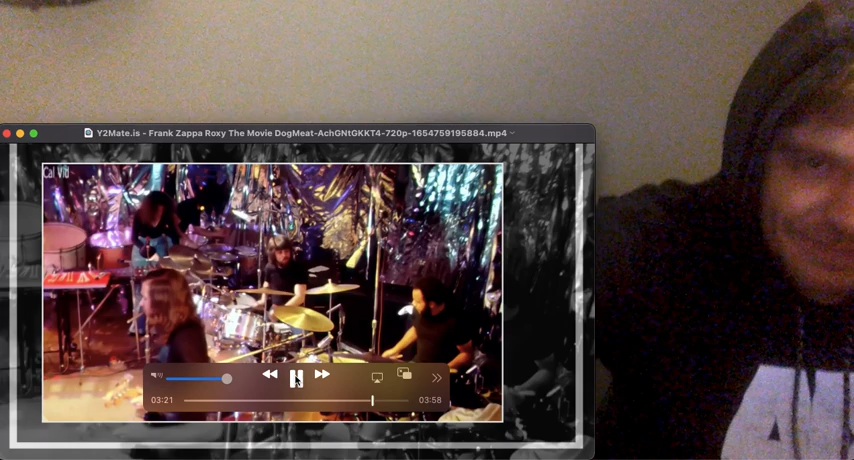 Y2Mate.is - Frank Zappa Roxy The Movie DogMeat-AchGNtGKKT4-720p-1654759195884.mp4
Cal Vid
03:21
03:58